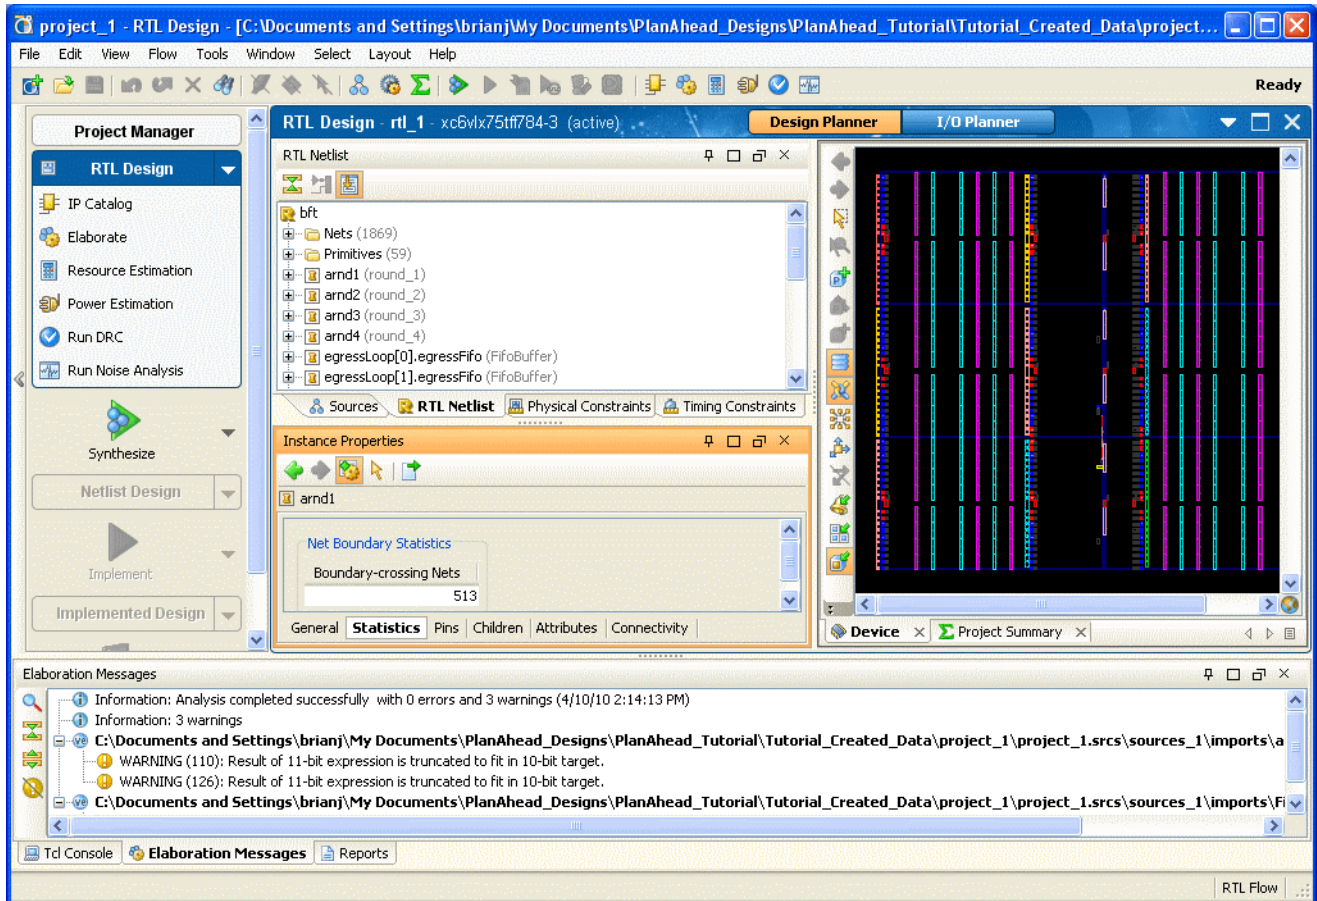 project_1 - RTL Design - [C:\Documents and Settings\brianj\My Documents\PlanAhead_Designs\PlanAhead_Tutorial\Tutorial_Created_Data\project...
File Edit View Flow Tools Window Select Layout Help
Ready
Project Manager
RTL Design
IP Catalog
Elaborate
Resource Estimation
Power Estimation
Run DRC
Run Noise Analysis
Synthesize
Netlist Design
Implement
Implemented Design
RTL Design - rtl_1 - xc6vlx75tff784-3 (active)
Design Planner
I/O Planner
RTL Netlist
bft
Nets (1869)
Primitives (59)
arnd1 (round_1)
arnd2 (round_2)
arnd3 (round_3)
arnd4 (round_4)
egressLoop[0].egressFifo (FifoBuffer)
egressLoop[1].egressFifo (FifoBuffer)
Sources RTL Netlist Physical Constraints Timing Constraints
Instance Properties
arnd1
Net Boundary Statistics
Boundary-crossing Nets
513
General Statistics Pins Children Attributes Connectivity
Device Project Summary
Elaboration Messages
Information: Analysis completed successfully with 0 errors and 3 warnings (4/10/10 2:14:13 PM)
Information: 3 warnings
C:\Documents and Settings\brianj\My Documents\PlanAhead_Designs\PlanAhead_Tutorial\Tutorial_Created_Data\project_1\project_1.srcs\sources_1\imports\a
WARNING (110): Result of 11-bit expression is truncated to fit in 10-bit target.
WARNING (126): Result of 11-bit expression is truncated to fit in 10-bit target.
C:\Documents and Settings\brianj\My Documents\PlanAhead_Designs\PlanAhead_Tutorial\Tutorial_Created_Data\project_1\project_1.srcs\sources_1\imports\Fi
Tcl Console Elaboration Messages Reports
RTL Flow